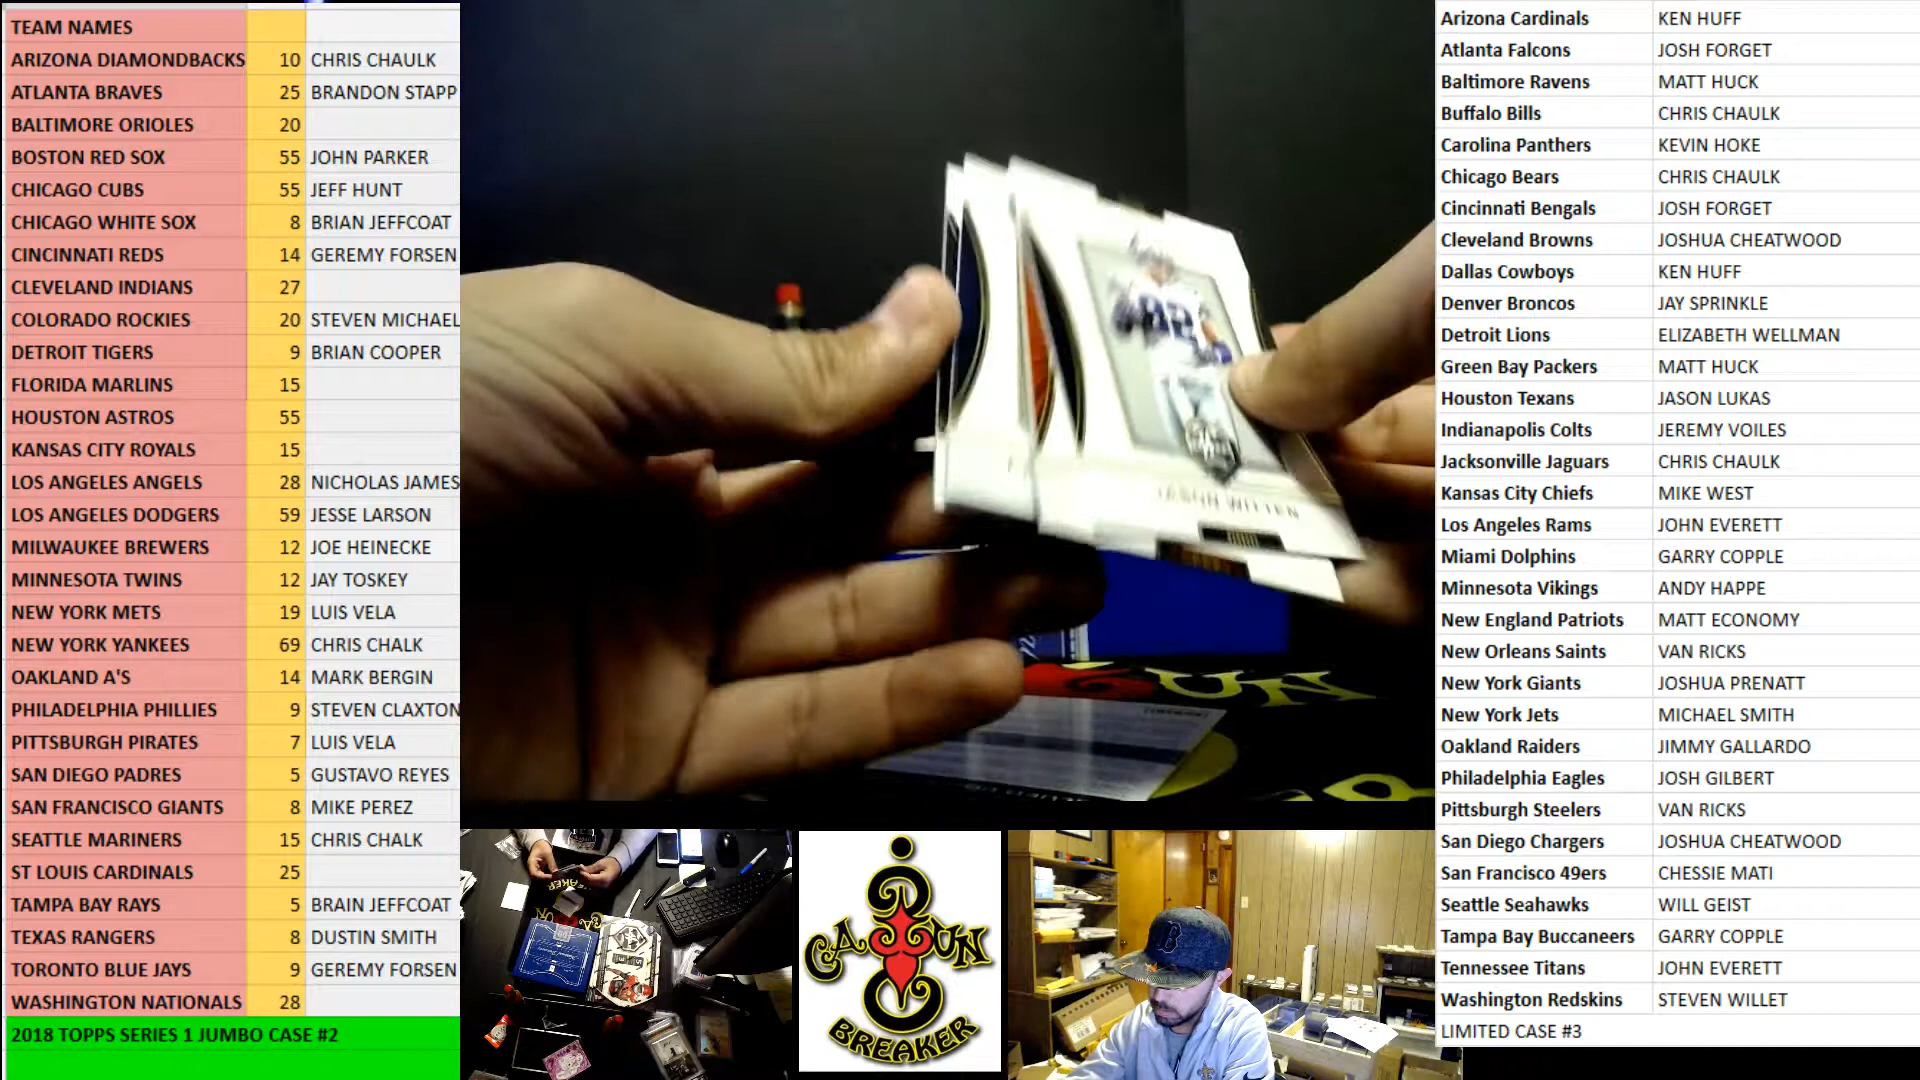 TEAM NAMES
ARIZONA DIAMONDBACKS 10 CHRIS CHAULK
ATLANTA BRAVES 25 BRANDON STAPP
BALTIMORE ORIOLES 20
BOSTON RED SOX 55 JOHN PARKER
CHICAGO CUBS 55 JEFF HUNT
CHICAGO WHITE SOX 8 BRIAN JEFFCOAT
CINCINNATI REDS 14 GEREMY FORSEN
CLEVELAND INDIANS 27
COLORADO ROCKIES 20 STEVEN MICHAEL
DETROIT TIGERS 9 BRIAN COOPER
FLORIDA MARLINS 15
HOUSTON ASTROS 55
KANSAS CITY ROYALS 15
LOS ANGELES ANGELS 28 NICHOLAS JAMES
LOS ANGELES DODGERS 59 JESSE LARSON
MILWAUKEE BREWERS 12 JOE HEINECKE
MINNESOTA TWINS 12 JAY TOSKEY
NEW YORK METS 19 LUIS VELA
NEW YORK YANKEES 69 CHRIS CHALK
OAKLAND A'S 14 MARK BERGIN
PHILADELPHIA PHILLIES 9 STEVEN CLAXTON
PITTSBURGH PIRATES 7 LUIS VELA
SAN DIEGO PADRES 5 GUSTAVO REYES
SAN FRANCISCO GIANTS 8 MIKE PEREZ
SEATTLE MARINERS 15 CHRIS CHALK
ST LOUIS CARDINALS 25
TAMPA BAY RAYS 5 BRAIN JEFFCOAT
TEXAS RANGERS 8 DUSTIN SMITH
TORONTO BLUE JAYS 9 GEREMY FORSEN
WASHINGTON NATIONALS 28
2018 TOPPS SERIES 1 JUMBO CASE #2
82
JASON WITTEN
CAJUN
BREAKER
B
Arizona Cardinals KEN HUFF
Atlanta Falcons JOSH FORGET
Baltimore Ravens MATT HUCK
Buffalo Bills CHRIS CHAULK
Carolina Panthers KEVIN HOKE
Chicago Bears CHRIS CHAULK
Cincinnati Bengals JOSH FORGET
Cleveland Browns JOSHUA CHEATWOOD
Dallas Cowboys KEN HUFF
Denver Broncos JAY SPRINKLE
Detroit Lions ELIZABETH WELLMAN
Green Bay Packers MATT HUCK
Houston Texans JASON LUKAS
Indianapolis Colts JEREMY VOILES
Jacksonville Jaguars CHRIS CHAULK
Kansas City Chiefs MIKE WEST
Los Angeles Rams JOHN EVERETT
Miami Dolphins GARRY COPPLE
Minnesota Vikings ANDY HAPPE
New England Patriots MATT ECONOMY
New Orleans Saints VAN RICKS
New York Giants JOSHUA PRENATT
New York Jets MICHAEL SMITH
Oakland Raiders JIMMY GALLARDO
Philadelphia Eagles JOSH GILBERT
Pittsburgh Steelers VAN RICKS
San Diego Chargers JOSHUA CHEATWOOD
San Francisco 49ers CHESSIE MATI
Seattle Seahawks WILL GEIST
Tampa Bay Buccaneers GARRY COPPLE
Tennessee Titans JOHN EVERETT
Washington Redskins STEVEN WILLET
LIMITED CASE #3